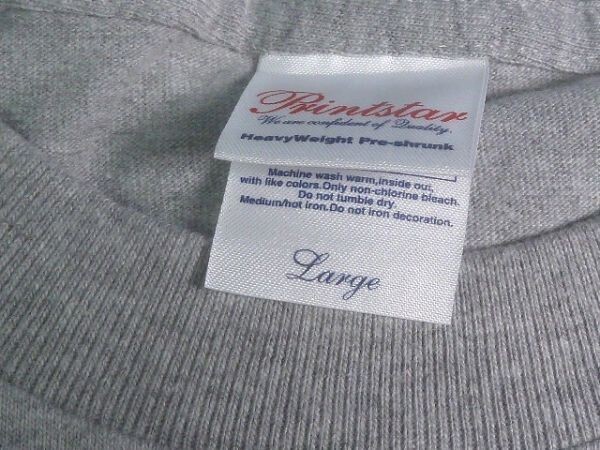 Printstar
We are confident of Quality.
HeavyWeight Pre-shrunk
Machine wash warm,inside out,
with like colors.Only non-chlorine bleach.
Do not tumble dry.
Medium/hot iron.Do not iron decoration.
Large